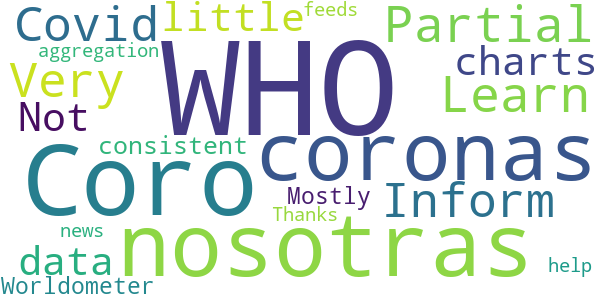 Covid little feeds
Partial
aggregation
WHO
charts
Very
Learn
Not
consistent
Coro coronas
Mostly Inform
Thanks
nosotras
news
data
help
Worldometer